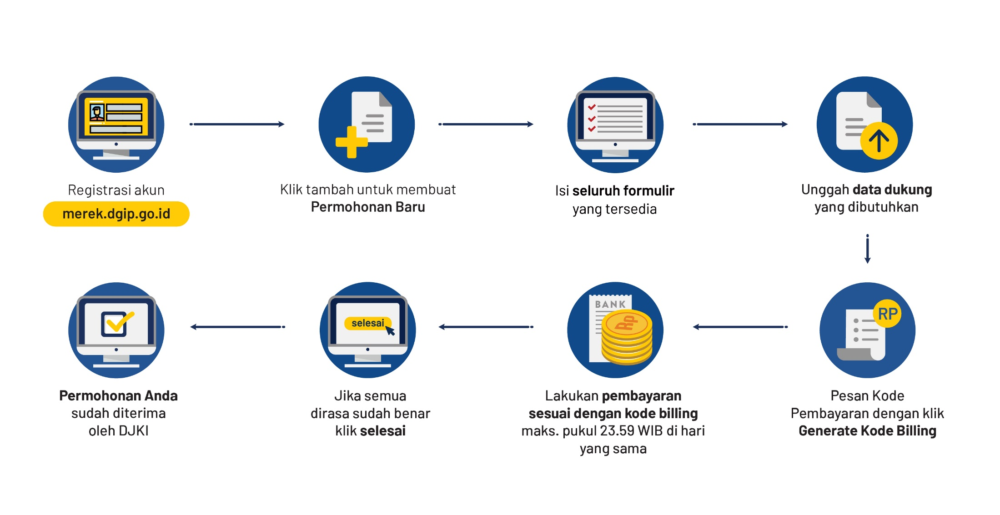 Registrasi akun
merek.dgip.go.id
Klik tambah untuk membuat
Permohonan Baru
Isi seluruh formulir
yang tersedia
Unggah data dukung
yang dibutuhkan
RP
Pesan Kode
Pembayaran dengan klik
Generate Kode Billing
BANK
Rp
Lakukan pembayaran
sesuai dengan kode billing
maks. pukul 23.59 WIB di hari
yang sama
selesai
Jika semua
dirasa sudah benar
klik selesai
Permohonan Anda
sudah diterima
oleh DJKI